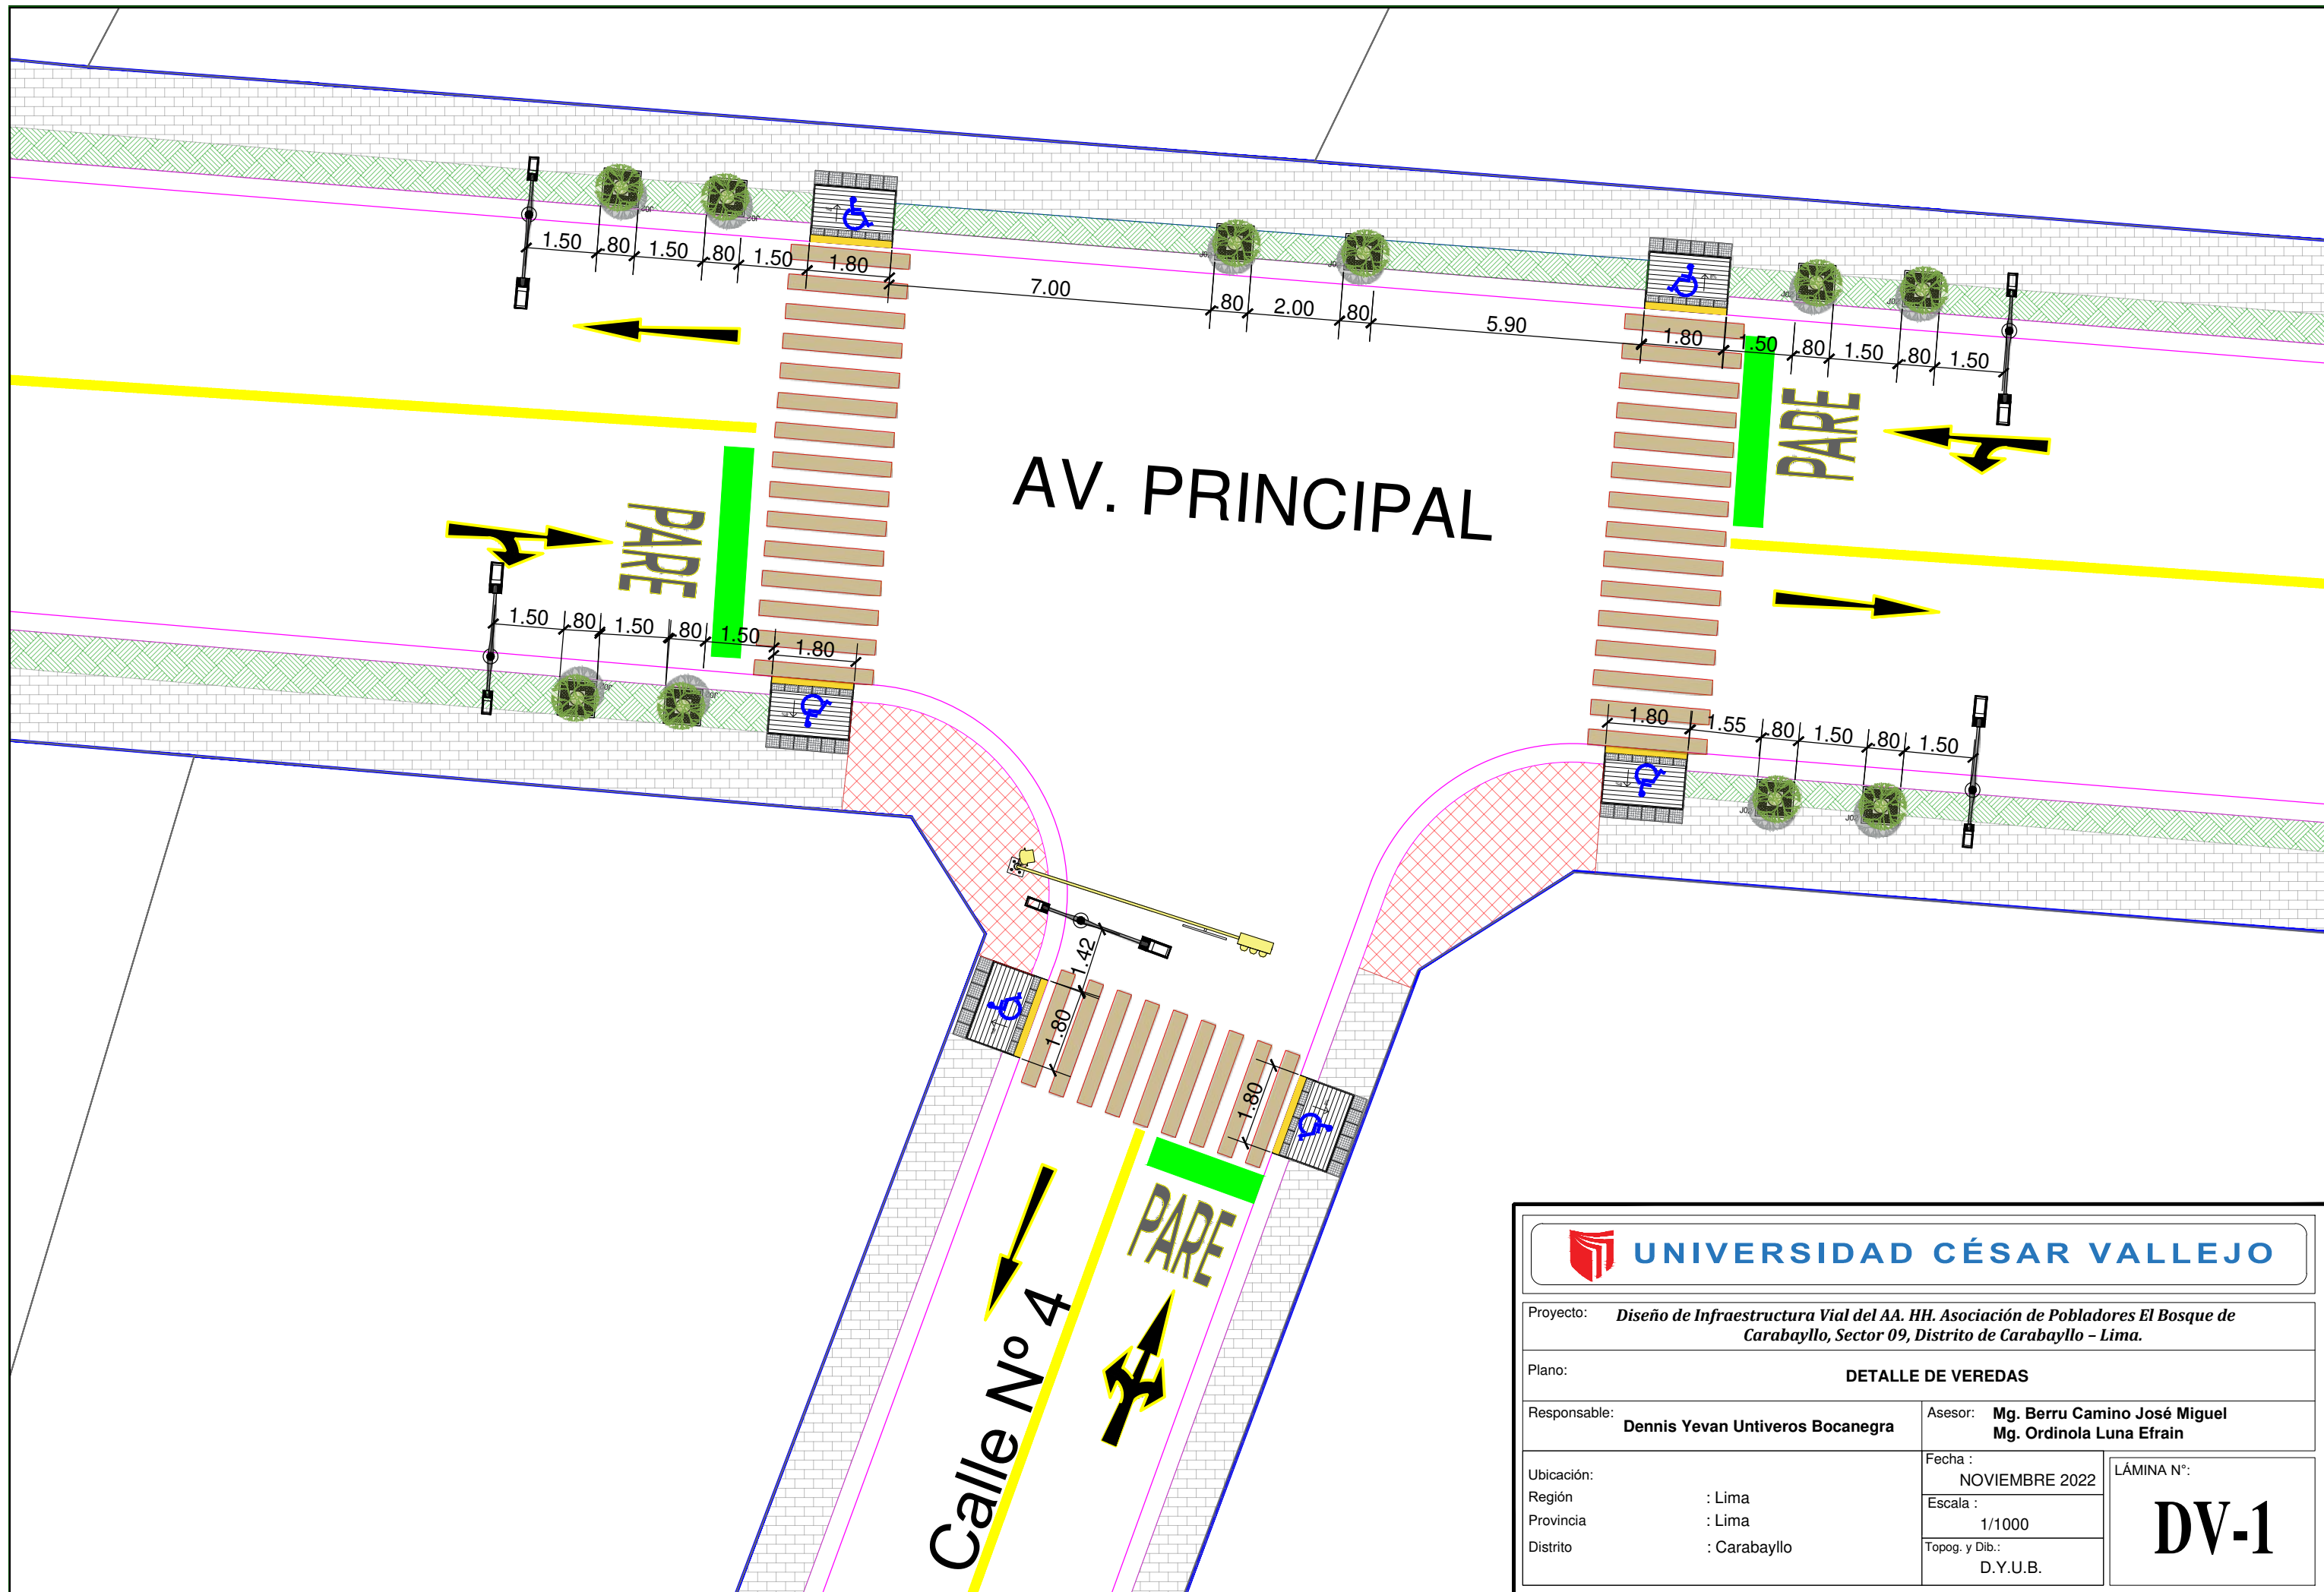 1.50 .80 1.50 .80 1.50 1.80
7.00 .80 2.00 .80 5.90
1.80 1.50 .80 1.50 .80 1.50
PARE
AV. PRINCIPAL
PARE
1.50 .80 1.50 .80 1.50 1.80
1.80 1.55 .80 1.50 .80 1.50
1.42
1.80
1.80
PARE
Calle Nº 4
UNIVERSIDAD CÉSAR VALLEJO
Proyecto: Diseño de Infraestructura Vial del AA. HH. Asociación de Pobladores El Bosque de
Carabayllo, Sector 09, Distrito de Carabayllo – Lima.
Plano: DETALLE DE VEREDAS
Responsable: Dennis Yevan Untiveros Bocanegra
Asesor: Mg. Berru Camino José Miguel
Mg. Ordinola Luna Efrain
Ubicación:
Región : Lima
Provincia : Lima
Distrito : Carabayllo
Fecha :
NOVIEMBRE 2022
Escala :
1/1000
Topog. y Dib.:
D.Y.U.B.
LÁMINA N°:
DV-1